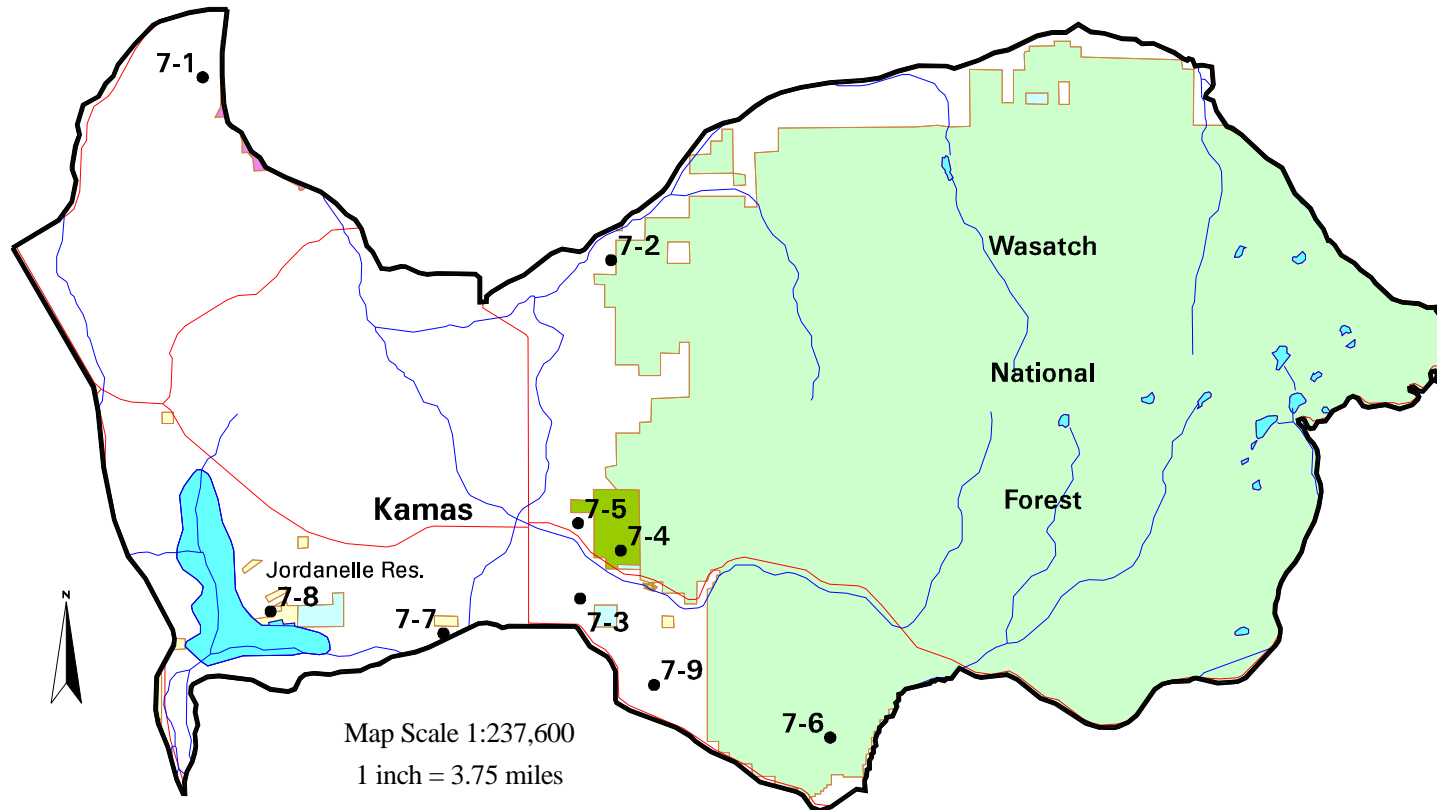 7-1
7-2
Wasatch
National
Forest
Kamas
7-5
7-4
Jordanelle Res.
7-8
7-7
7-3
N
7-9
7-6
Map Scale 1:237,600
1 inch = 3.75 miles